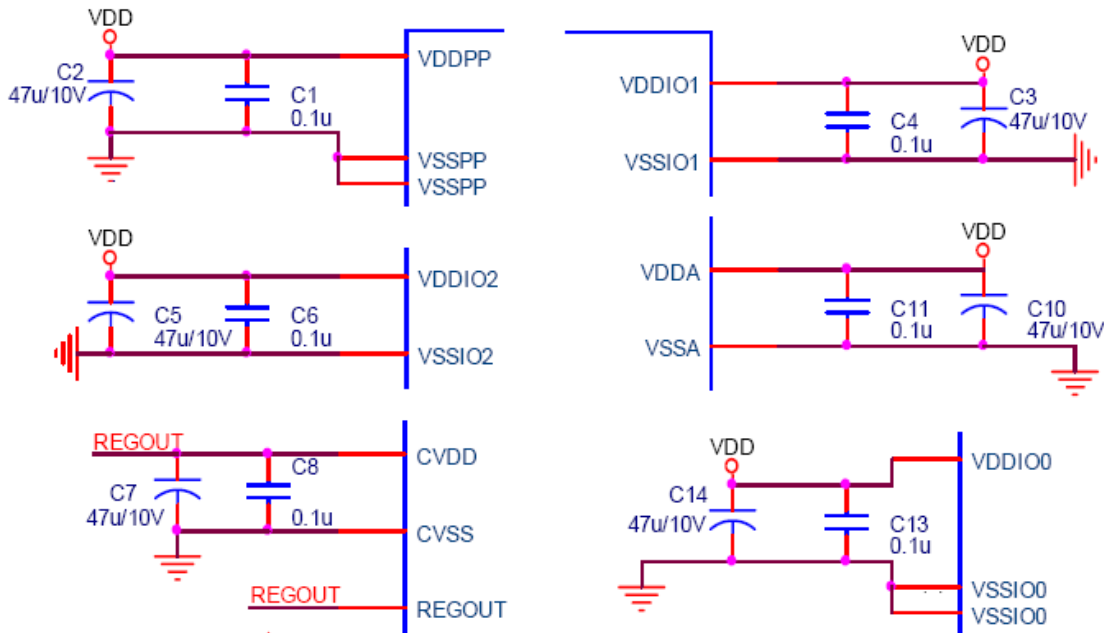 VDD
C2
47u/10V
C1
0.1u
VDDPP
VSSPP
VSSPP
VDD
VDDIO1
C4
0.1u
C3
47u/10V
VSSIO1
VDD
VDDIO2
C5
47u/10V
C6
0.1u
VSSIO2
VDD
VDDA
C11
0.1u
C10
47u/10V
VSSA
REGOUT
C7
47u/10V
C8
0.1u
CVDD
CVSS
REGOUT
REGOUT
VDD
C14
47u/10V
C13
0.1u
VDDIO0
VSSIO0
VSSIO0